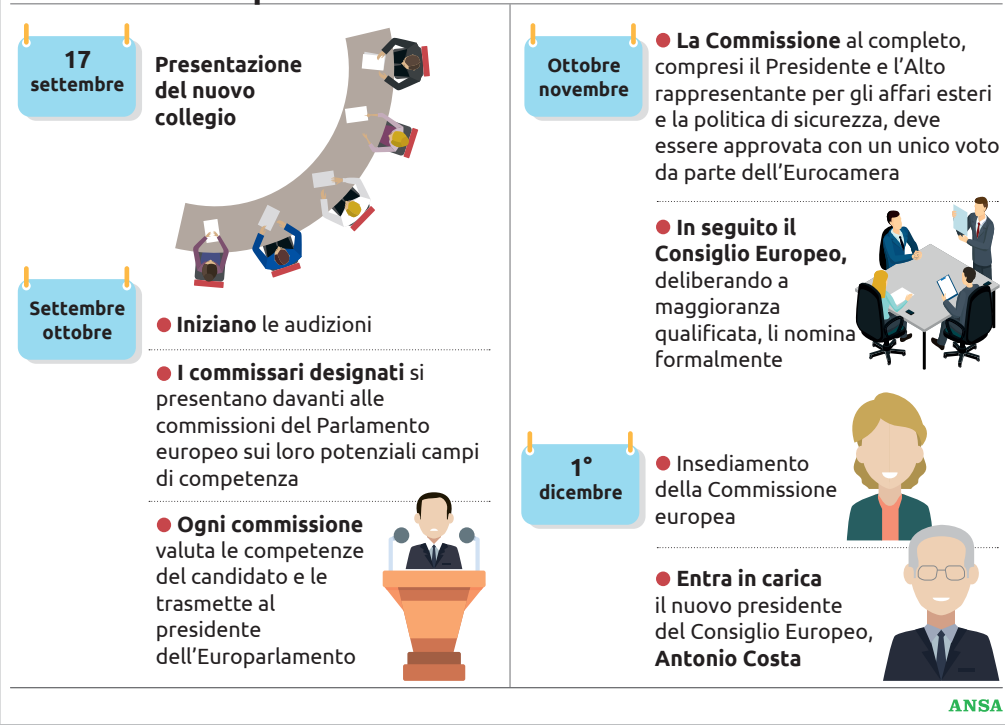 17
settembre
Presentazione
del nuovo
collegio
Settembre
ottobre
● Iniziano le audizioni
● I commissari designati si
presentano davanti alle
commissioni del Parlamento
europeo sui loro potenziali campi
di competenza
● Ogni commissione
valuta le competenze
del candidato e le
trasmette al
presidente
dell'Europarlamento
Ottobre
novembre
● La Commissione al completo,
compresi il Presidente e l'Alto
rappresentante per gli affari esteri
e la politica di sicurezza, deve
essere approvata con un unico voto
da parte dell'Eurocamera
● In seguito il
Consiglio Europeo,
deliberando a
maggioranza
qualificata, li nomina
formalmente
1°
dicembre
● Insediamento
della Commissione
europea
● Entra in carica
il nuovo presidente
del Consiglio Europeo,
Antonio Costa
ANSA